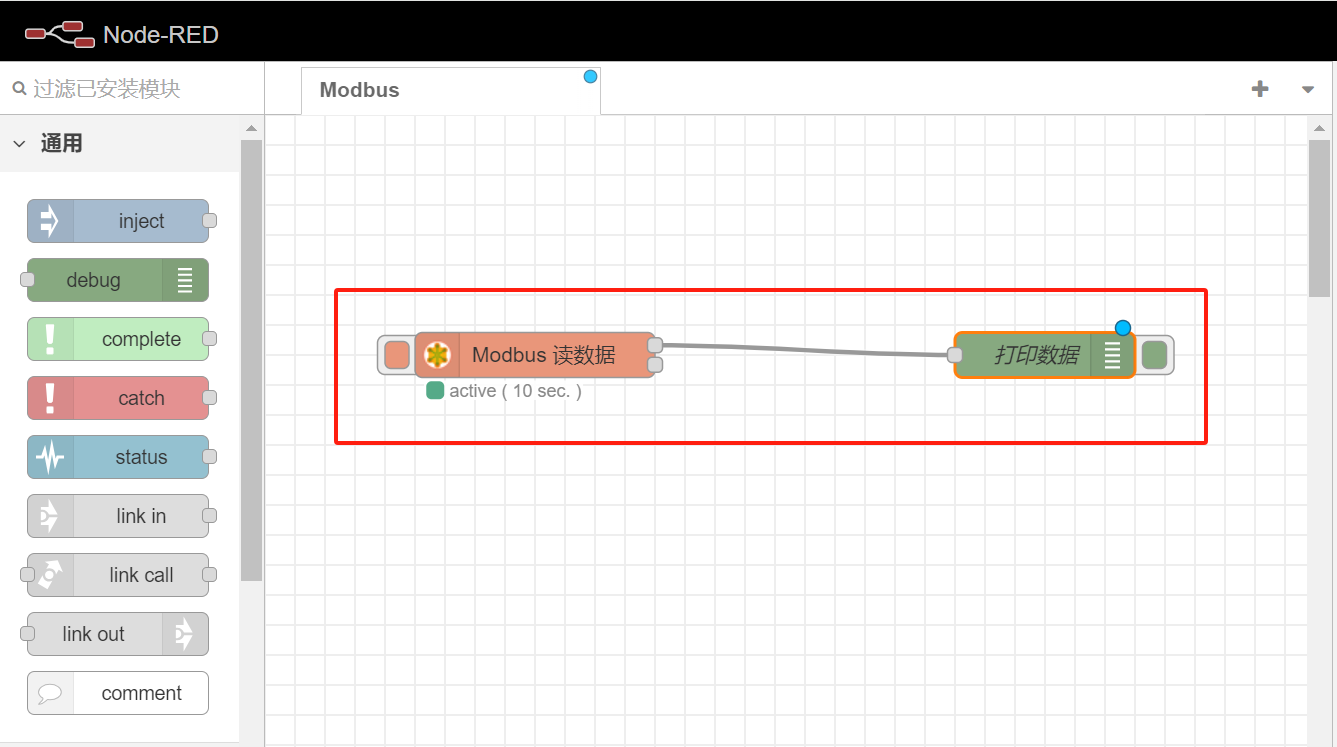 Node-RED
过滤已安装模块
Modbus
通用
inject
debug
complete
catch
status
link in
link call
link out
comment
Modbus 读数据
打印数据
active ( 10 sec. )